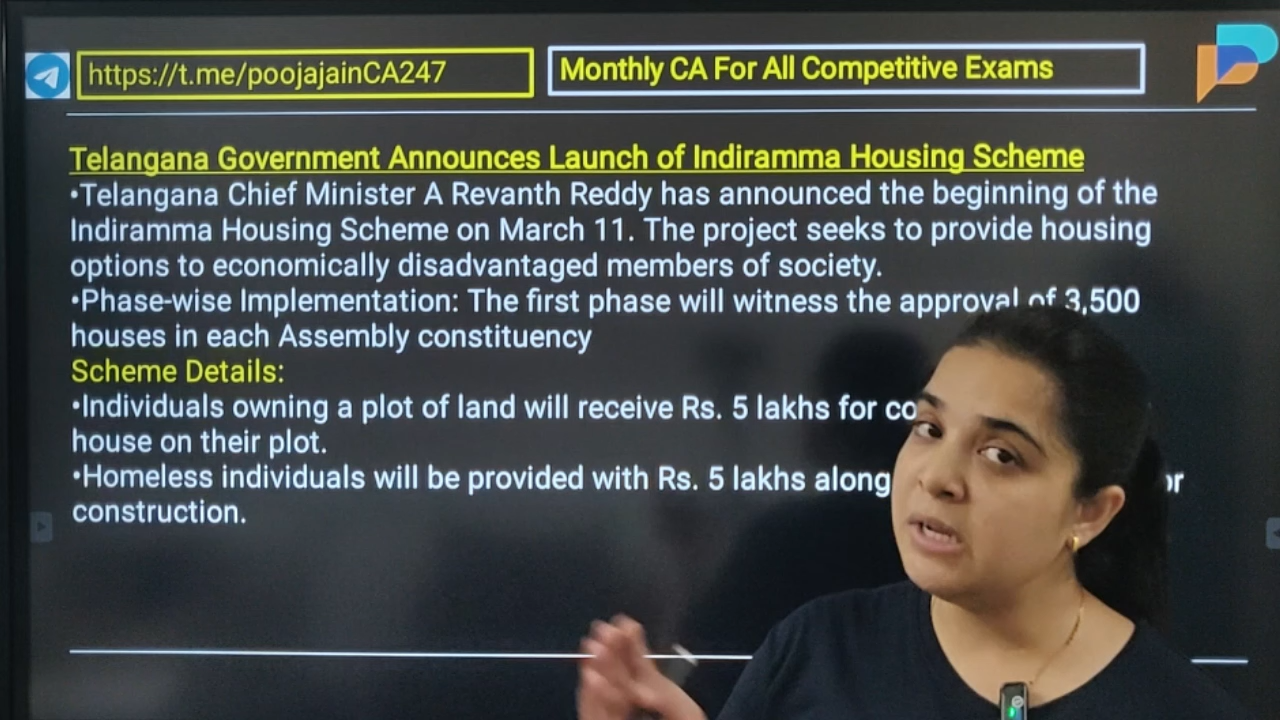 https://t.me/poojajainCA247
Monthly CA For All Competitive Exams
Telangana Government Announces Launch of Indiramma Housing Scheme
•Telangana Chief Minister A Revanth Reddy has announced the beginning of the
Indiramma Housing Scheme on March 11. The project seeks to provide housing
options to economically disadvantaged members of society.
•Phase-wise Implementation: The first phase will witness the approval of 3,500
houses in each Assembly constituency
Scheme Details:
•Individuals owning a plot of land will receive Rs. 5 lakhs for
house on their plot.
•Homeless individuals will be provided with Rs. 5 lakhs along
construction.